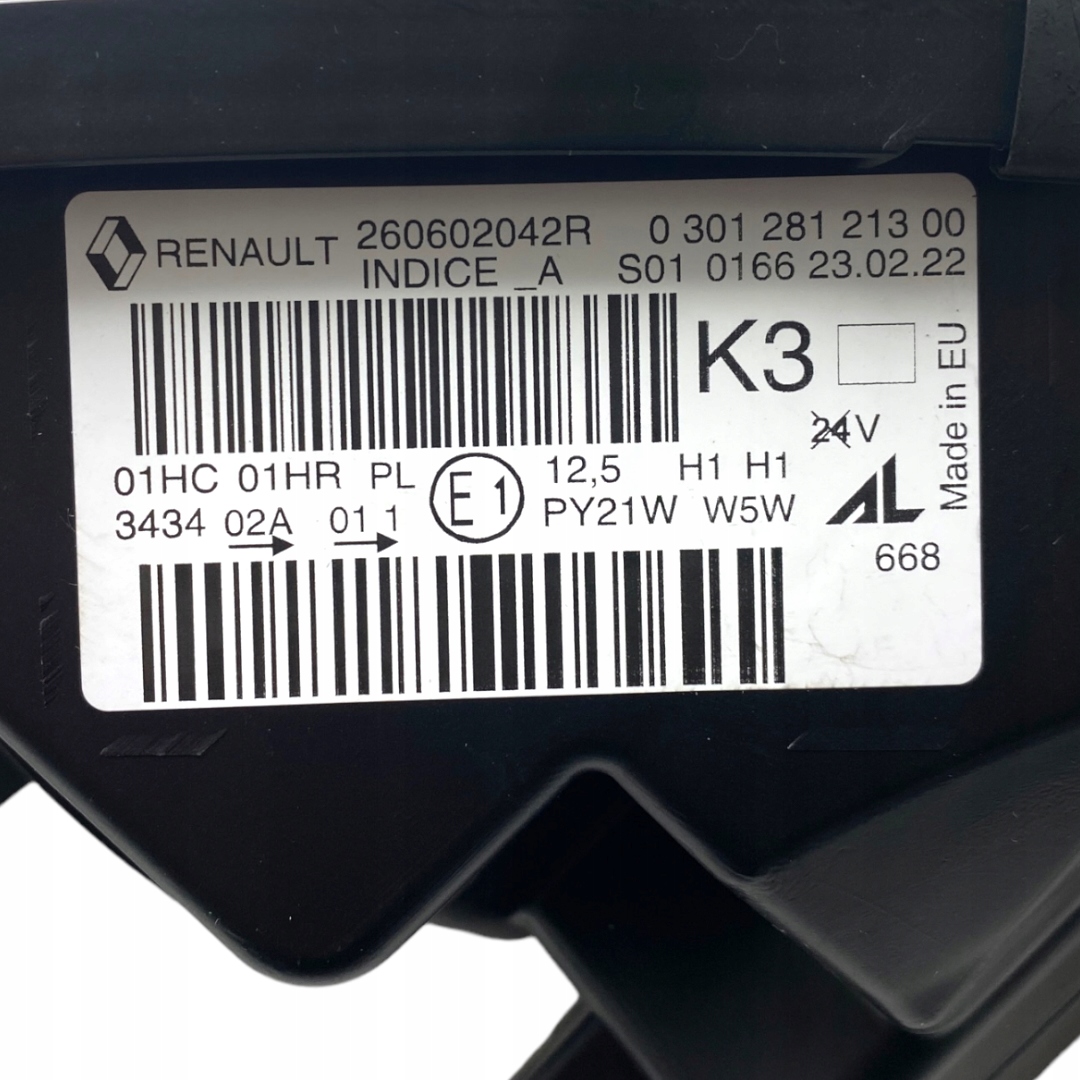 RENAULT 260602042R 0 301 281 213 00
INDICE _A S01 0166 23.02.22
K3
Made in EU
24V
01HC 01HR PL E1 12,5 H1 H1
3434 02A 01 1 PY21W W5W AL
668